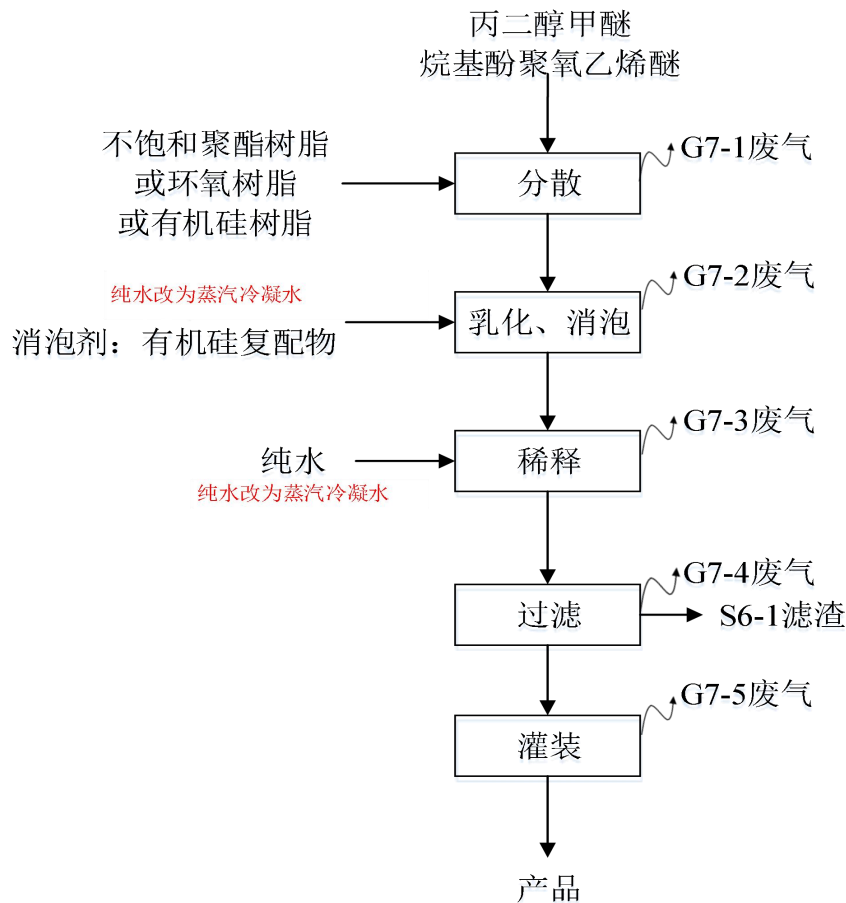 丙二醇甲醚
烷基酚聚氧乙烯醚
不饱和聚酯树脂
或环氧树脂
或有机硅树脂
分散
G7-1废气
纯水改为蒸汽冷凝水
消泡剂：有机硅复配物
乳化、消泡
G7-2废气
纯水
纯水改为蒸汽冷凝水
稀释
G7-3废气
过滤
G7-4废气
S6-1滤渣
灌装
G7-5废气
产品